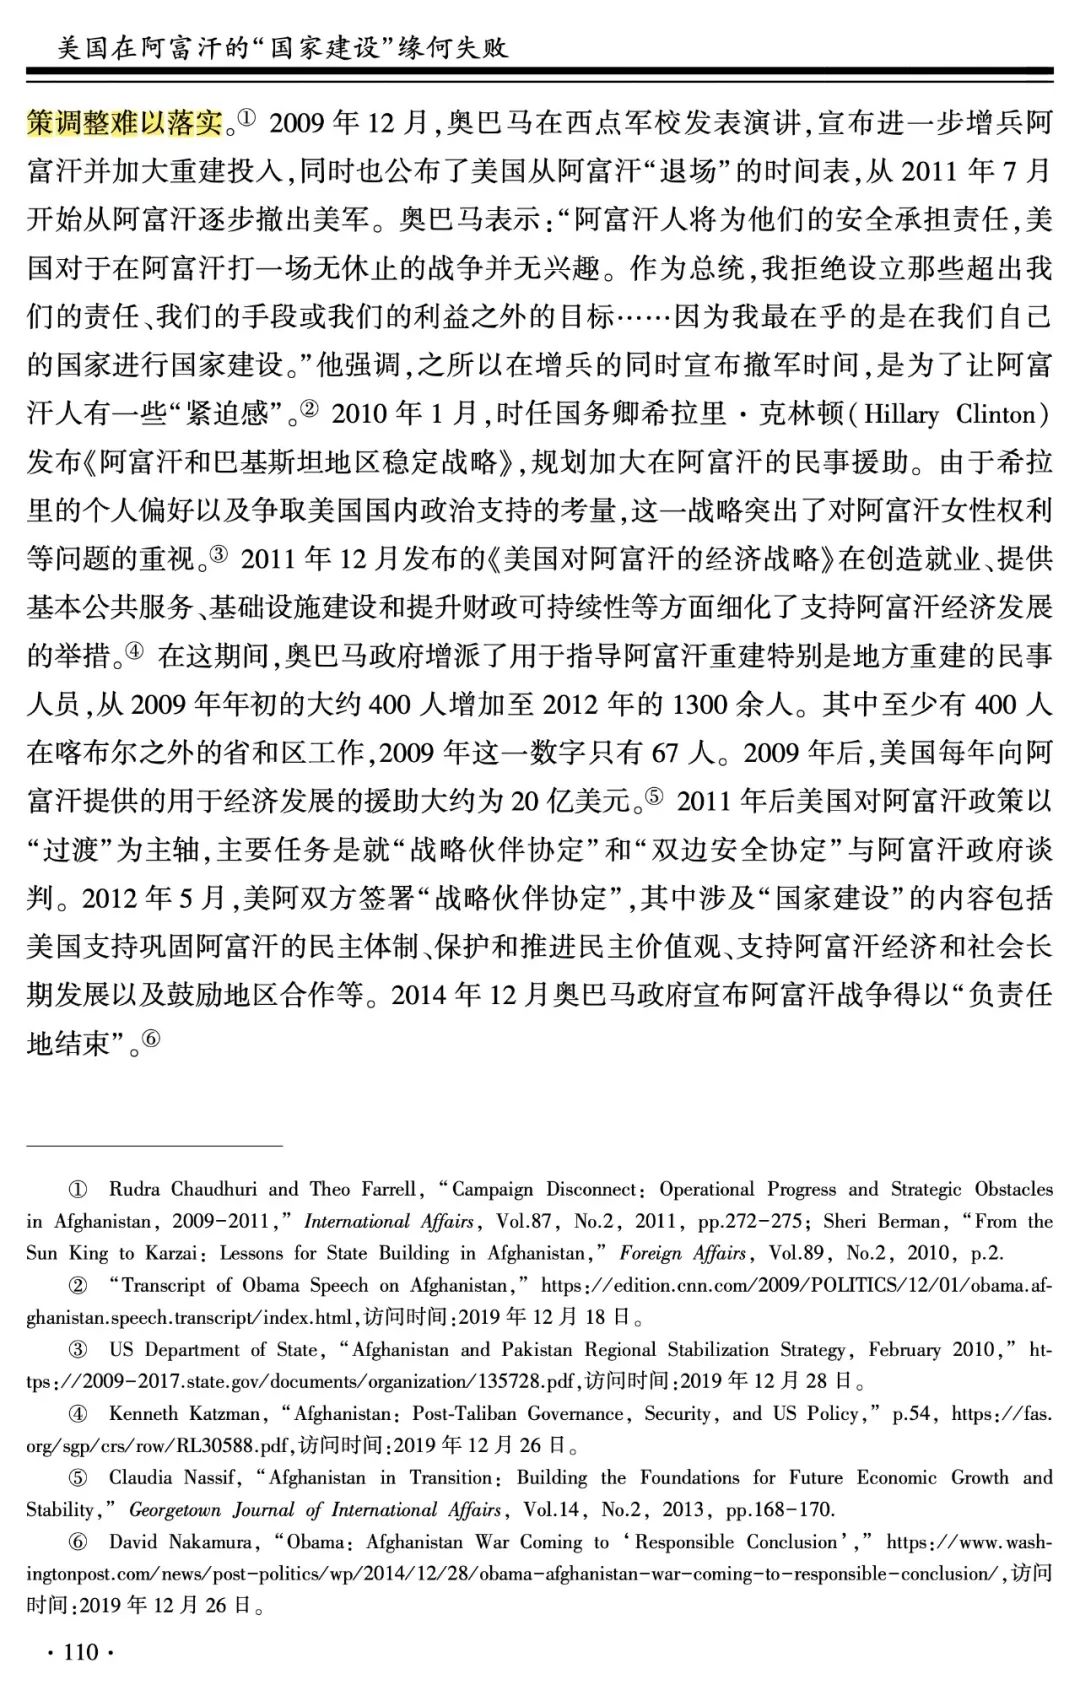 美国在阿富汗的“国家建设”缘何失败
策调整难以落实。① 2009 年 12 月,奥巴马在西点军校发表演讲,宣布进一步增兵阿
富汗并加大重建投入,同时也公布了美国从阿富汗“退场”的时间表,从 2011 年 7 月
开始从阿富汗逐步撤出美军。奥巴马表示:“阿富汗人将为他们的安全承担责任,美
国对于在阿富汗打一场无休止的战争并无兴趣。作为总统,我拒绝设立那些超出我
们的责任、我们的手段或我们的利益之外的目标……因为我最在乎的是在我们自己
的国家进行国家建设。”他强调,之所以在增兵的同时宣布撤军时间,是为了让阿富
汗人有一些“紧迫感”。② 2010 年 1 月,时任国务卿希拉里·克林顿(Hillary Clinton)
发布《阿富汗和巴基斯坦地区稳定战略》,规划加大在阿富汗的民事援助。由于希拉
里的个人偏好以及争取美国国内政治支持的考量,这一战略突出了对阿富汗女性权利
等问题的重视。③ 2011 年 12 月发布的《美国对阿富汗的经济战略》在创造就业、提供
基本公共服务、基础设施建设和提升财政可持续性等方面细化了支持阿富汗经济发展
的举措。④ 在这期间,奥巴马政府增派了用于指导阿富汗重建特别是地方重建的民事
人员,从 2009 年年初的大约 400 人增加至 2012 年的 1300 余人。其中至少有 400 人
在喀布尔之外的省和区工作,2009 年这一数字只有 67 人。2009 年后,美国每年向阿
富汗提供的用于经济发展的援助大约为 20 亿美元。⑤ 2011 年后美国对阿富汗政策以
“过渡”为主轴,主要任务是就“战略伙伴协定”和“双边安全协定”与阿富汗政府谈
判。2012 年 5 月,美阿双方签署“战略伙伴协定”,其中涉及“国家建设”的内容包括
美国支持巩固阿富汗的民主体制、保护和推进民主价值观、支持阿富汗经济和社会长
期发展以及鼓励地区合作等。2014 年 12 月奥巴马政府宣布阿富汗战争得以“负责任
地结束”。⑥
① Rudra Chaudhuri and Theo Farrell, “Campaign Disconnect: Operational Progress and Strategic Obstacles
in Afghanistan, 2009-2011,” International Affairs, Vol.87, No.2, 2011, pp.272-275; Sheri Berman, “From the
Sun King to Karzai: Lessons for State Building in Afghanistan,” Foreign Affairs, Vol.89, No.2, 2010, p.2.
② “Transcript of Obama Speech on Afghanistan,” https://edition.cnn.com/2009/POLITICS/12/01/obama.af-
ghanistan.speech.transcript/index.html,访问时间:2019 年 12 月 18 日。
③ US Department of State, “Afghanistan and Pakistan Regional Stabilization Strategy, February 2010,” ht-
tps://2009-2017.state.gov/documents/organization/135728.pdf,访问时间:2019 年 12 月 28 日。
④ Kenneth Katzman, “Afghanistan: Post-Taliban Governance, Security, and US Policy,” p.54, https://fas.
org/sgp/crs/row/RL30588.pdf,访问时间:2019 年 12 月 26 日。
⑤ Claudia Nassif, “Afghanistan in Transition: Building the Foundations for Future Economic Growth and
Stability,” Georgetown Journal of International Affairs, Vol.14, No.2, 2013, pp.168-170.
⑥ David Nakamura, “Obama: Afghanistan War Coming to ‘Responsible Conclusion’,” https://www.wash-
ingtonpost.com/news/post-politics/wp/2014/12/28/obama-afghanistan-war-coming-to-responsible-conclusion/,访问
时间:2019 年 12 月 26 日。
· 110 ·